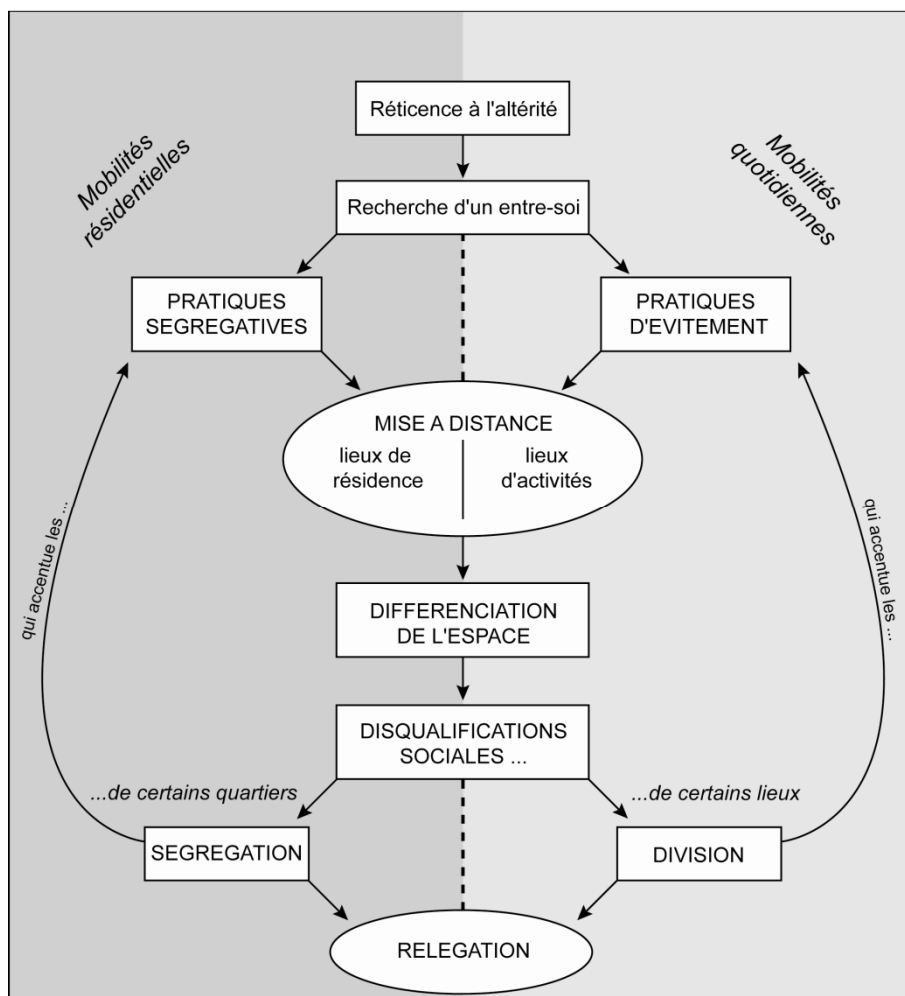 Réticence à l'altérité
Mobilités
résidentielles
Mobilités
quotidiennes
Recherche d'un entre-soi
PRATIQUES
SEGREGATIVES
PRATIQUES
D'EVITEMENT
MISE A DISTANCE
lieux de
résidence
lieux
d'activités
qui accentue les ...
qui accentue les ...
DIFFERENCIATION
DE L'ESPACE
DISQUALIFICATIONS
SOCIALES ...
...de certains quartiers
...de certains lieux
SEGREGATION
DIVISION
RELEGATION